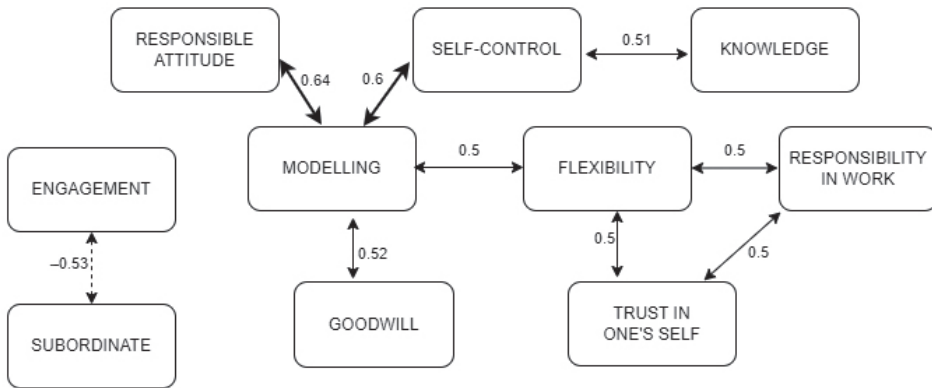 RESPONSIBLE
ATTITUDE
SELF-CONTROL
0.51
KNOWLEDGE
0.64
0.6
ENGAGEMENT
MODELLING
0.5
FLEXIBILITY
0.5
RESPONSIBILITY
IN WORK
–0.53
0.52
0.5
0.5
SUBORDINATE
GOODWILL
TRUST IN
ONE'S SELF